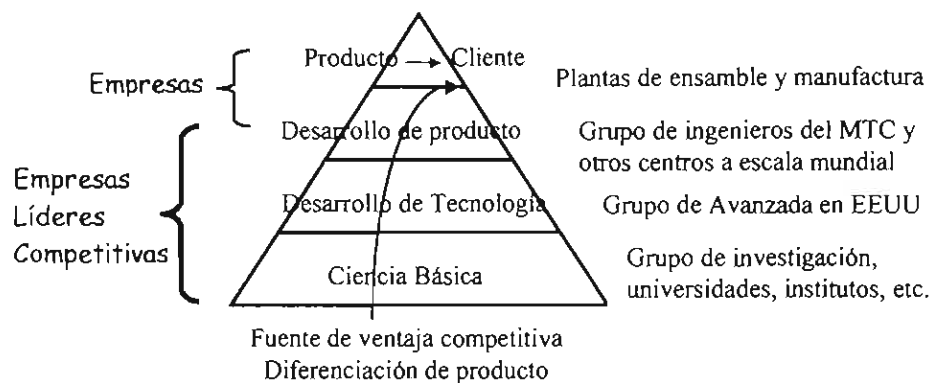 Producto → Cliente
Empresas
Plantas de ensamble y manufactura
Desarrollo de producto
Grupo de ingenieros del MTC y
otros centros a escala mundial
Empresas
Líderes
Competitivas
Desarrollo de Tecnología
Grupo de Avanzada en EEUU
Ciencia Básica
Grupo de investigación,
universidades, institutos, etc.
Fuente de ventaja competitiva
Diferenciación de producto